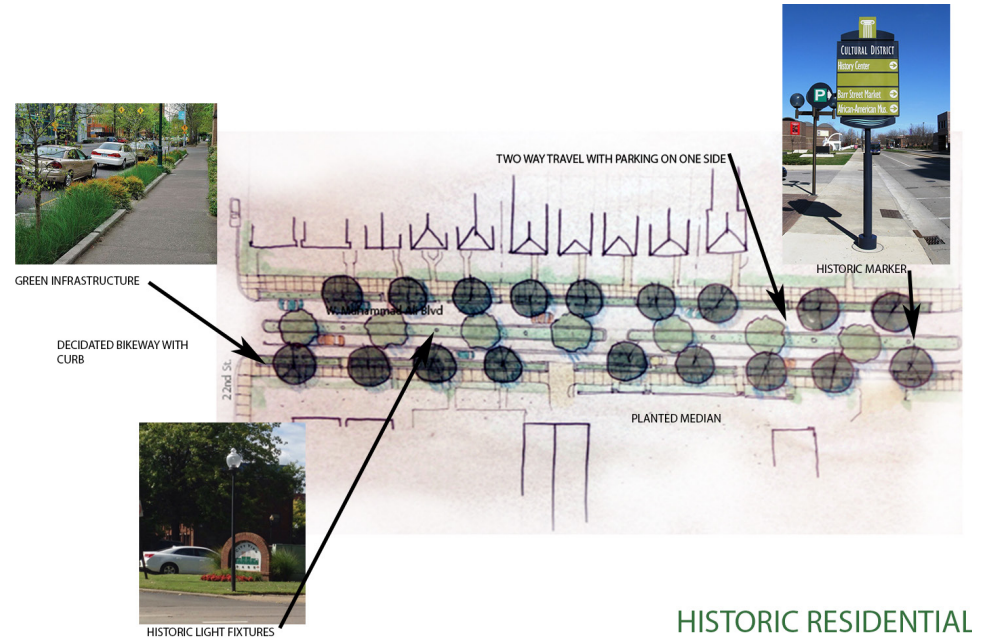 CULTURAL DISTRICT
History Center
P
Barr Street Market
African-American Mus.
TWO WAY TRAVEL WITH PARKING ON ONE SIDE
HISTORIC MARKER
GREEN INFRASTRUCTURE
W. Muhammad Ali Blvd
DECIDATED BIKEWAY WITH
CURB
22nd St.
PLANTED MEDIAN
HISTORIC LIGHT FIXTURES
HISTORIC RESIDENTIAL